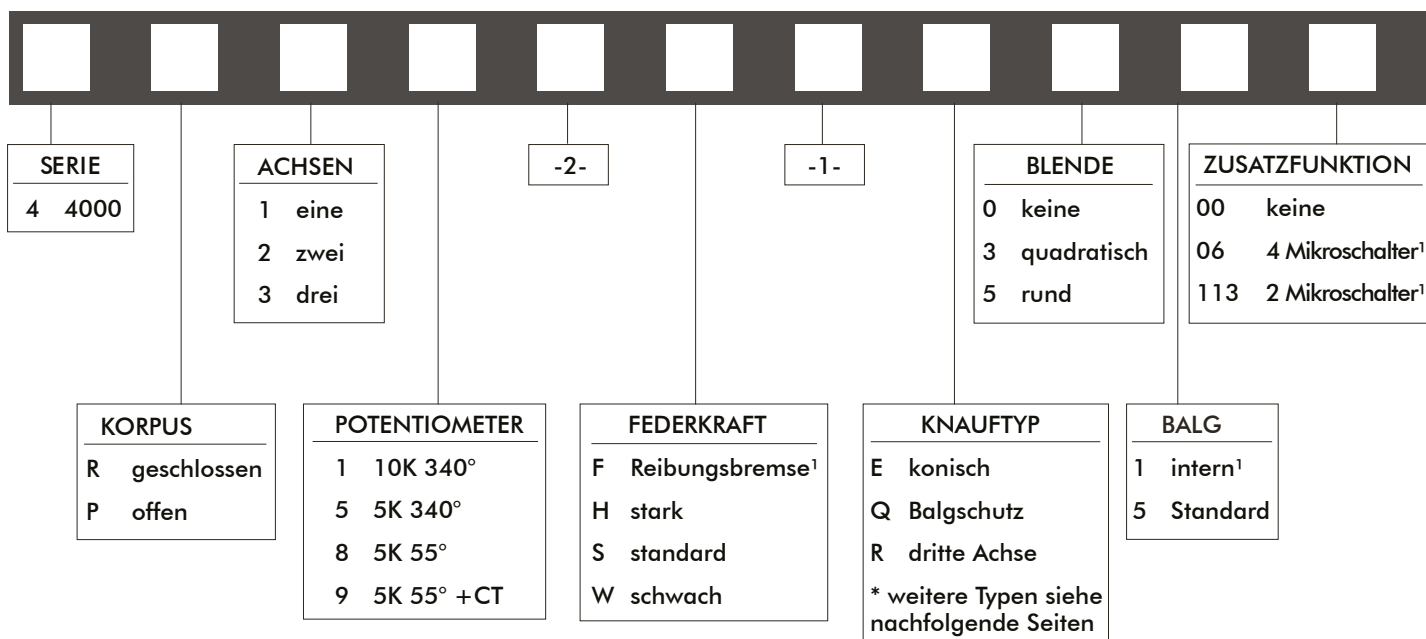 SERIE
4 4000
ACHSEN
1 eine
2 zwei
3 drei
-2-
-1-
BLENDE
0 keine
3 quadratisch
5 rund
ZUSATZFUNKTION
00 keine
06 4 Mikroschalter¹
113 2 Mikroschalter¹
KORPUS
R geschlossen
P offen
POTENTIOMETER
1 10K 340°
5 5K 340°
8 5K 55°
9 5K 55° +CT
FEDERKRAFT
F Reibungsbremse¹
H stark
S standard
W schwach
KNAUFTYP
E konisch
Q Balgschutz
R dritte Achse
* weitere Typen siehe
nachfolgende Seiten
BALG
1 intern¹
5 Standard